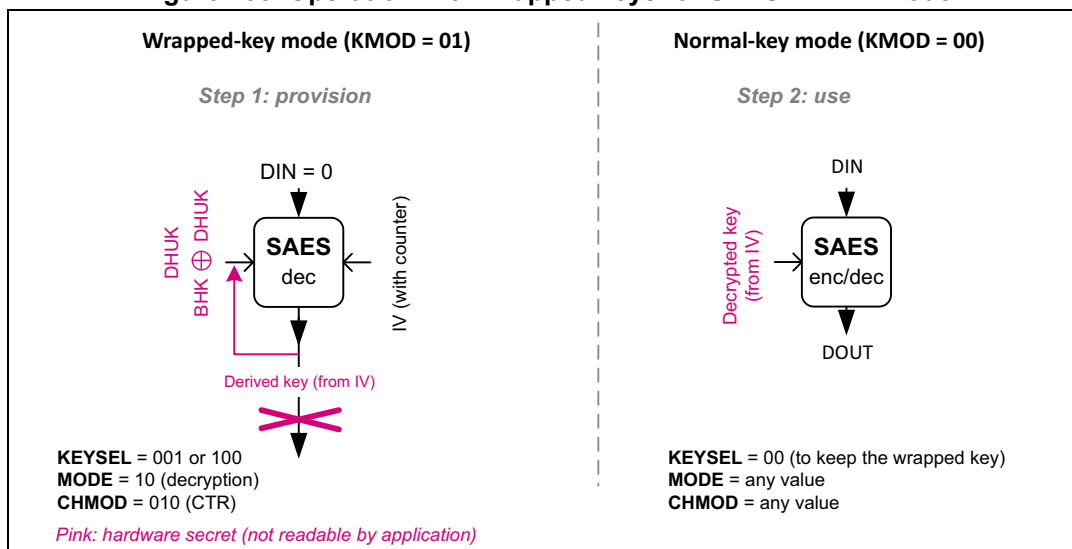 Wrapped-key mode (KMOD = 01)
Step 1: provision
DIN = 0
DHUK
BHK ⊕ DHUK
SAES
dec
IV (with counter)
Derived key (from IV)
KEYSEL = 001 or 100
MODE = 10 (decryption)
CHMOD = 010 (CTR)
Pink: hardware secret (not readable by application)
Normal-key mode (KMOD = 00)
Step 2: use
DIN
Decrypted key
(from IV)
SAES
enc/dec
DOUT
KEYSEL = 00 (to keep the wrapped key)
MODE = any value
CHMOD = any value